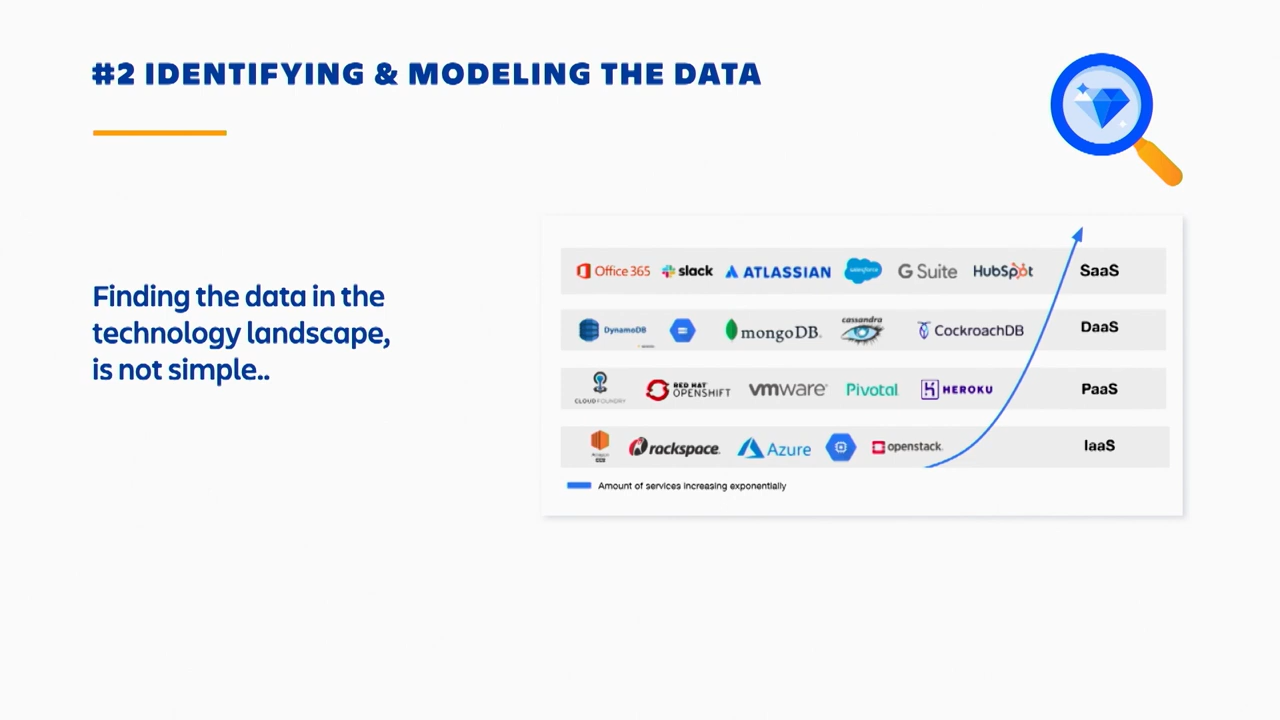 #2 IDENTIFYING & MODELING THE DATA
Finding the data in the
technology landscape,
is not simple..
Office 365 slack ATLASSIAN salesforce G Suite HubSpot SaaS
DynamoDB mongoDB. cassandra CockroachDB DaaS
CLOUD FOUNDRY RED HAT OPENSHIFT vmware Pivotal HEROKU PaaS
rackspace. Azure openstack. IaaS
Amount of services increasing exponentially